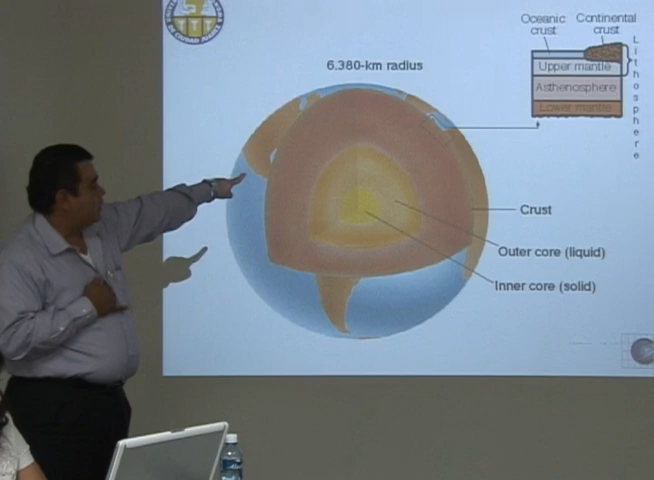 Oceanic crust
Continental crust
6.380-km radius
Upper mantle
Asthenosphere
Lower mantle
Lithosphere
Crust
Outer core (liquid)
Inner core (solid)